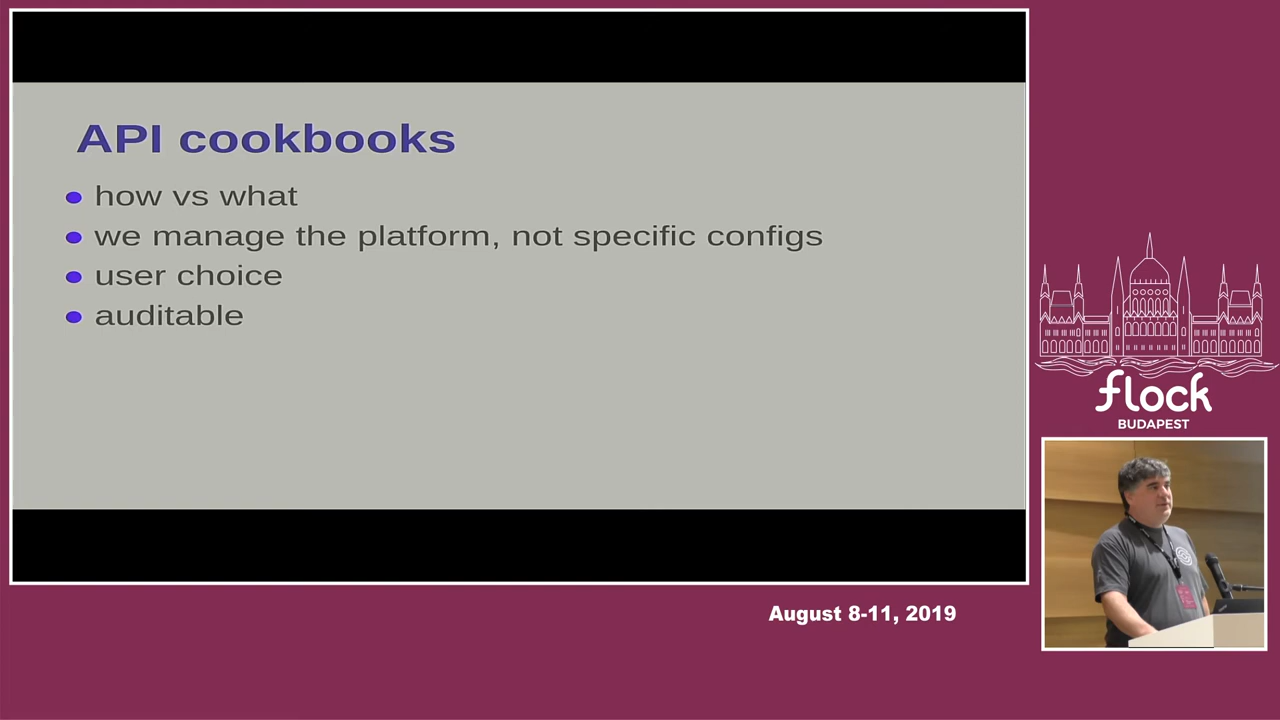 API cookbooks
how vs what
we manage the platform, not specific configs
user choice
auditable
flock
BUDAPEST
August 8-11, 2019